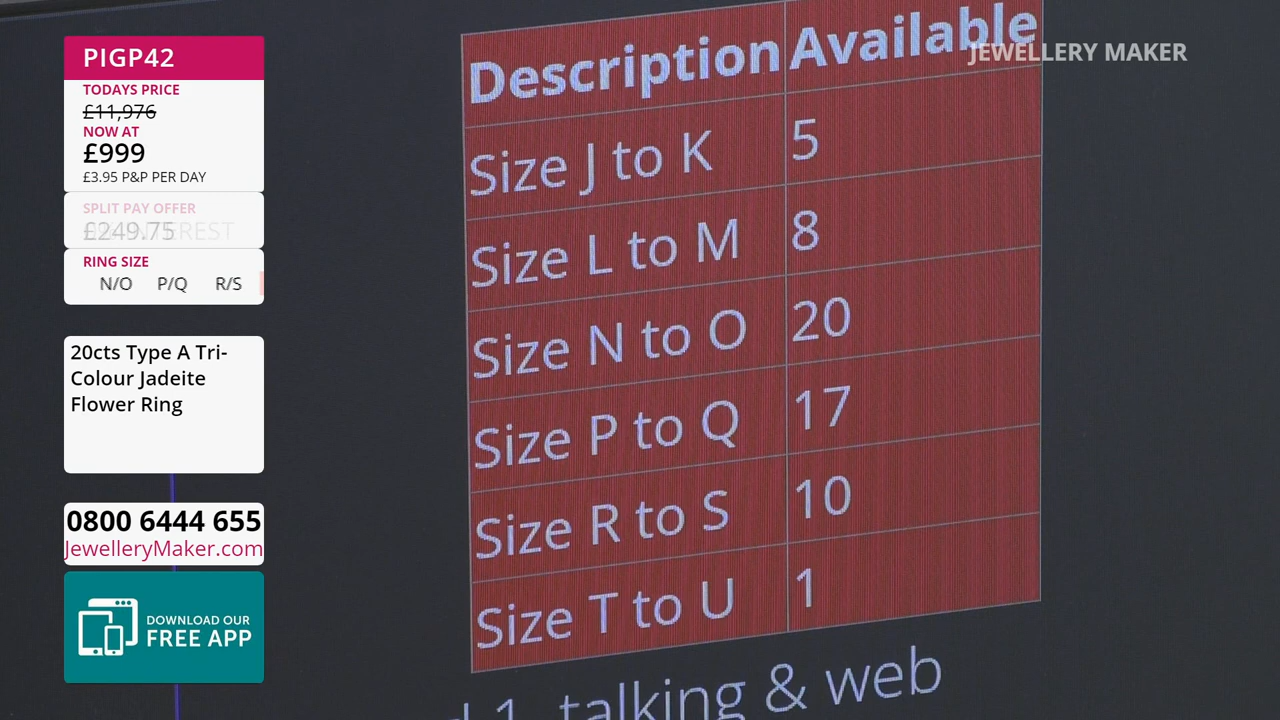 PIGP42
TODAYS PRICE
£11,976
NOW AT
£999
£3.95 P&P PER DAY
SPLIT PAY OFFER
£249.75
RING SIZE
N/O P/Q R/S
20cts Type A Tri-
Colour Jadeite
Flower Ring
0800 6444 655
JewelleryMaker.com
DOWNLOAD OUR
FREE APP
JEWELLERY MAKER
Description Available
Size J to K 5
Size L to M 8
Size N to O 20
Size P to Q 17
Size R to S 10
Size T to U 1
1, talking & web